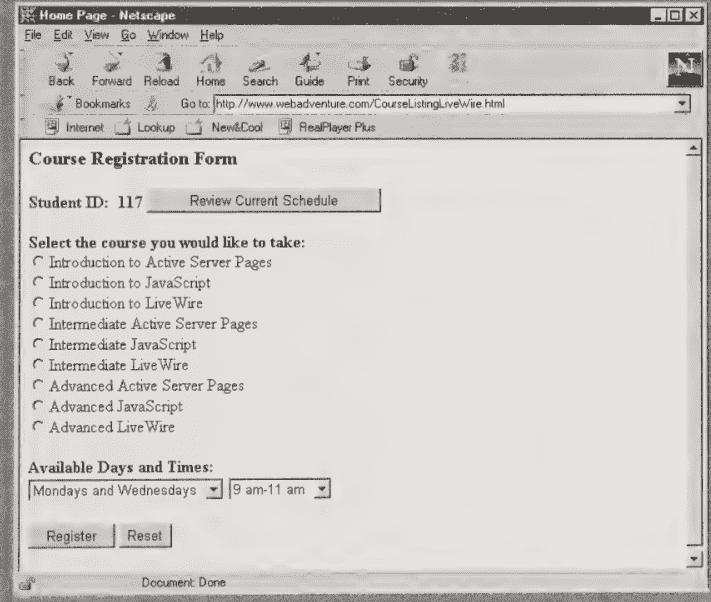 Home Page - Netscape
File Edit View Go Window Help
Back Forward Reload Home Search Guide Print Security
N
Bookmarks Go to: http://www.webadventure.com/CourseListingLiveWire.html
Internet Lookup New&Cool RealPlayer Plus
Course Registration Form
Student ID: 117 Review Current Schedule
Select the course you would like to take:
Introduction to Active Server Pages
Introduction to JavaScript
Introduction to LiveWire
Intermediate Active Server Pages
Intermediate JavaScript
Intermediate LiveWire
Advanced Active Server Pages
Advanced JavaScript
Advanced LiveWire
Available Days and Times:
Mondays and Wednesdays 9 am-11 am
Register Reset
Document: Done